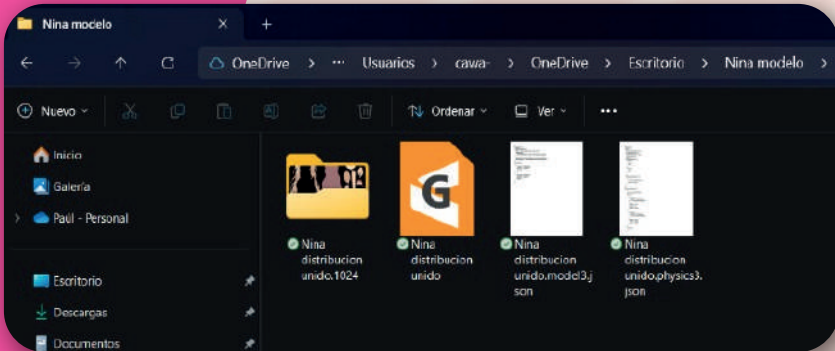 Nina modelo
OneDrive > ... Usuarios > cawa- > OneDrive > Escritorio > Nina modelo >
Nuevo
Ordenar
Ver
...
Inicio
Galería
Paúl - Personal
Escritorio
Descargas
Documentos
G
Nina
distribucion
unido.1024
Nina
distribucion
unido
Nina
distribucion
unido.model3.j
son
Nina
distribucion
unido.physics3.
json